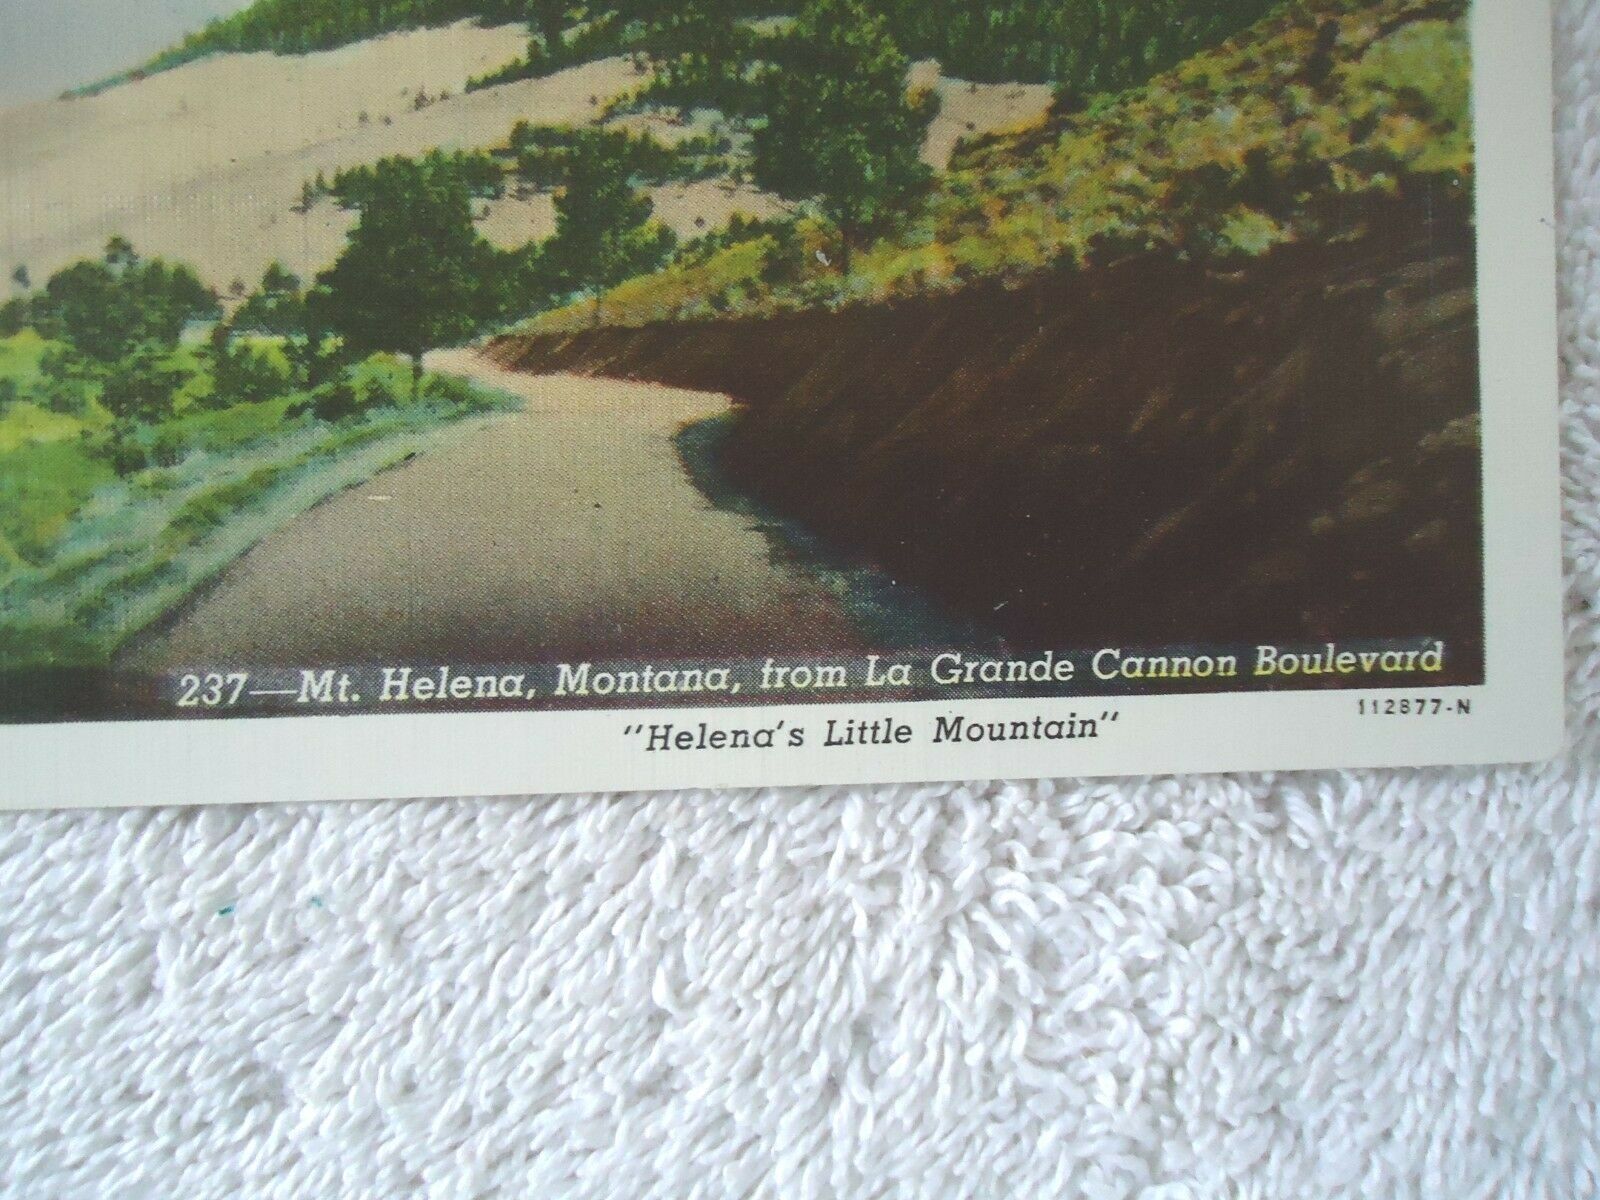 237—Mt. Helena, Montana, from La Grande Cannon Boulevard
112877-N
"Helena's Little Mountain"